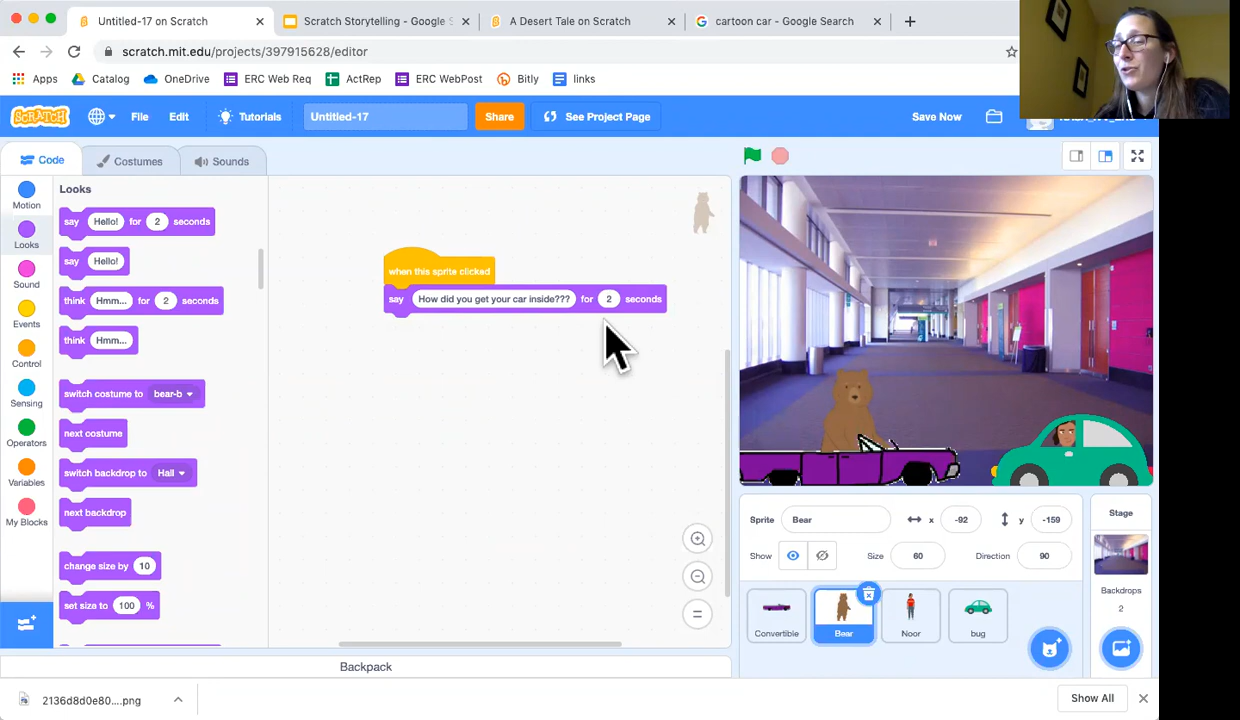 Untitled-17 on Scratch
Scratch Storytelling - Google S
A Desert Tale on Scratch
cartoon car - Google Search
scratch.mit.edu/projects/397915628/editor
Apps
Catalog
OneDrive
ERC Web Req
ActRep
ERC WebPost
Bitly
links
SCRATCH
File
Edit
Tutorials
Untitled-17
Share
See Project Page
Save Now
Code
Costumes
Sounds
Motion
Looks
Sound
Events
Control
Sensing
Operators
Variables
My Blocks
Looks
say Hello! for 2 seconds
say Hello!
think Hmm... for 2 seconds
think Hmm...
switch costume to bear-b
next costume
switch backdrop to Hall
next backdrop
change size by 10
set size to 100 %
when this sprite clicked
say How did you get your car inside??? for 2 seconds
Sprite Bear x -92 y -159
Show Size 60 Direction 90
Convertible
Bear
Noor
bug
Stage
Backdrops
2
Backpack
2136d8d0e80....png
Show All